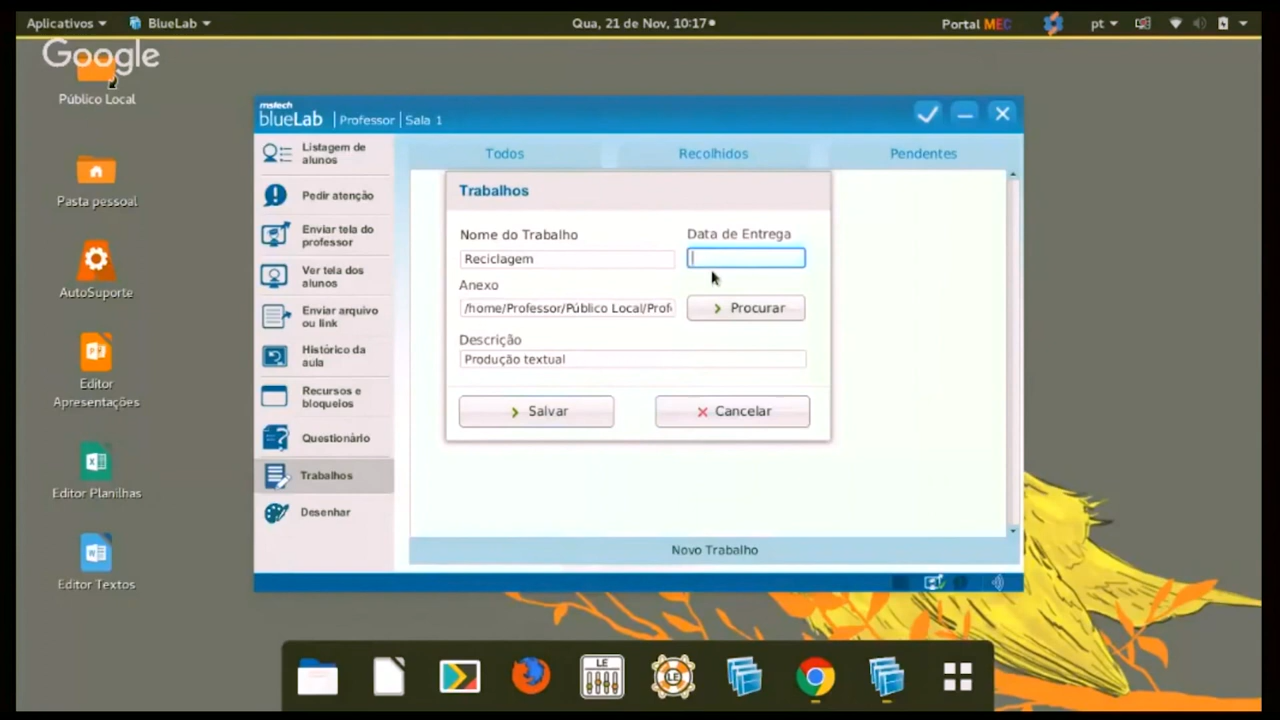 Aplicativos
BlueLab
Qua, 21 de Nov, 10:17
Portal MEC
pt
Google
Público Local
Pasta pessoal
AutoSuporte
Editor
Apresentações
Editor Planilhas
Editor Textos
mstech
blueLab
Professor
Sala 1
Listagem de
alunos
Pedir atenção
Enviar tela do
professor
Ver tela dos
alunos
Enviar arquivo
ou link
Histórico da
aula
Recursos e
bloqueios
Questionário
Trabalhos
Desenhar
Todos
Recolhidos
Pendentes
Trabalhos
Nome do Trabalho
Data de Entrega
Reciclagem
Anexo
/home/Professor/Público Local/Prof
Procurar
Descrição
Produção textual
Salvar
Cancelar
Novo Trabalho
LE
LE